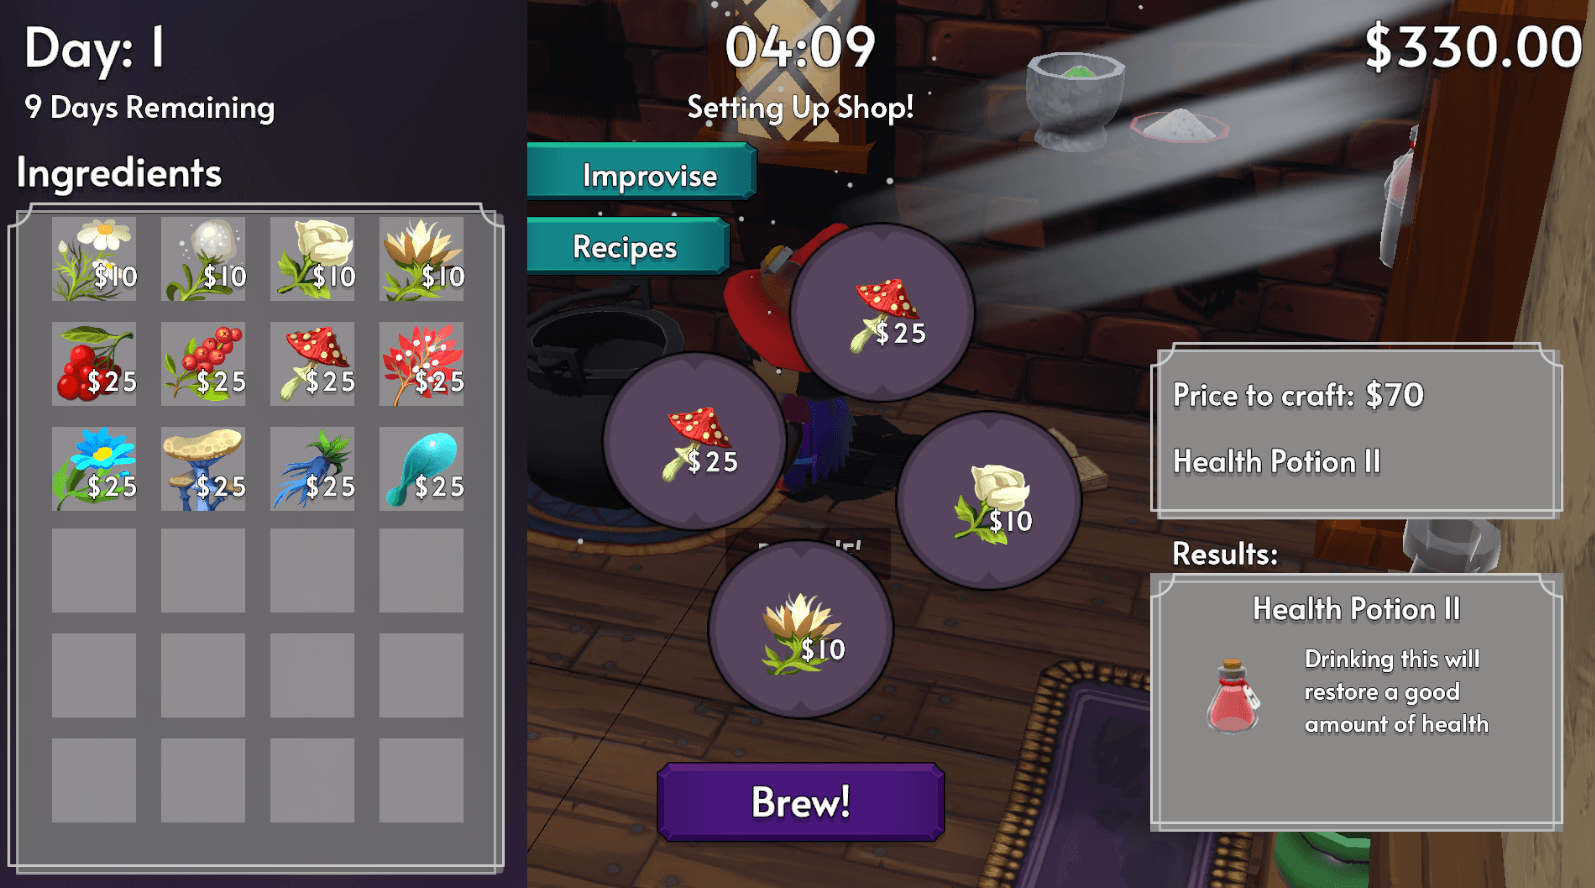 Day: 1
9 Days Remaining
04:09
Setting Up Shop!
$330.00
Ingredients
$10 $10 $10 $10
$25 $25 $25 $25
$25 $25 $25 $25
Improvise
Recipes
$25
$25
$10
$10
Brew!
Price to craft: $70
Health Potion II
Results:
Health Potion II
Drinking this will
restore a good
amount of health